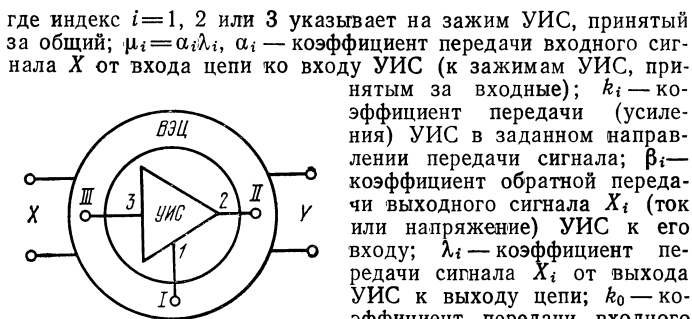 где индекс i=1, 2 или 3 указывает на зажим УИС, принятый
за общий; μi=αiλi, αi — коэффициент передачи входного сиг-
нала X от входа цепи ко входу УИС (к зажимам УИС, при-
нятым за входные); ki — ко-
эффициент передачи (усиле-
ния) УИС в заданном направ-
лении передачи сигнала; βi—
коэффициент обратной переда-
чи выходного сигнала Xi (ток
или напряжение) УИС к его
входу; λi — коэффициент пе-
редачи сигнала Xi от выхода
УИС к выходу цепи; k0 — ко-
эффициент передачи входного
ВЭЦ
X
III
3
УИС
2
II
Y
1
I